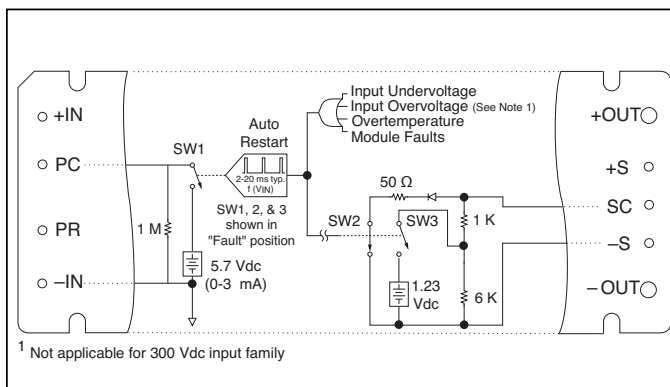 +IN
PC
PR
–IN
SW1
1 M
5.7 Vdc
(0-3 mA)
Auto
Restart
2-20 ms typ.
f (VIN)
SW1, 2, & 3
shown in
"Fault" position
Input Undervoltage
Input Overvoltage (See Note 1)
Overtemperature
Module Faults
50 Ω
SW2
SW3
1 K
1.23
Vdc
6 K
+OUT
+S
SC
–S
–OUT
1 Not applicable for 300 Vdc input family